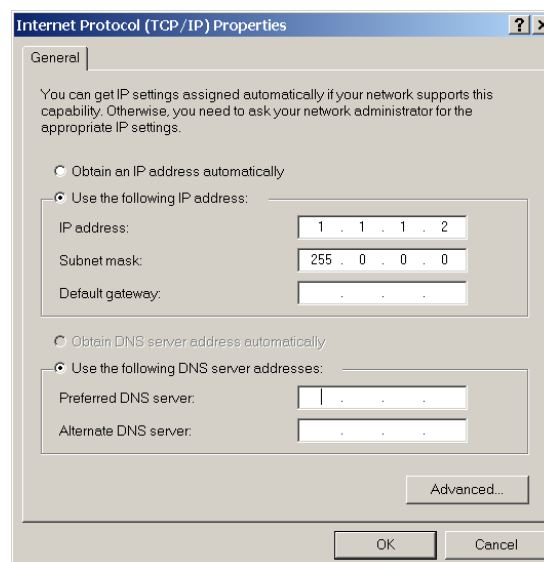 Internet Protocol (TCP/IP) Properties
General
You can get IP settings assigned automatically if your network supports this
capability. Otherwise, you need to ask your network administrator for the
appropriate IP settings.
Obtain an IP address automatically
Use the following IP address:
IP address: 1 . 1 . 1 . 2
Subnet mask: 255 . 0 . 0 . 0
Default gateway: . . .
Obtain DNS server address automatically
Use the following DNS server addresses:
Preferred DNS server: . . .
Alternate DNS server: . . .
Advanced...
OK Cancel